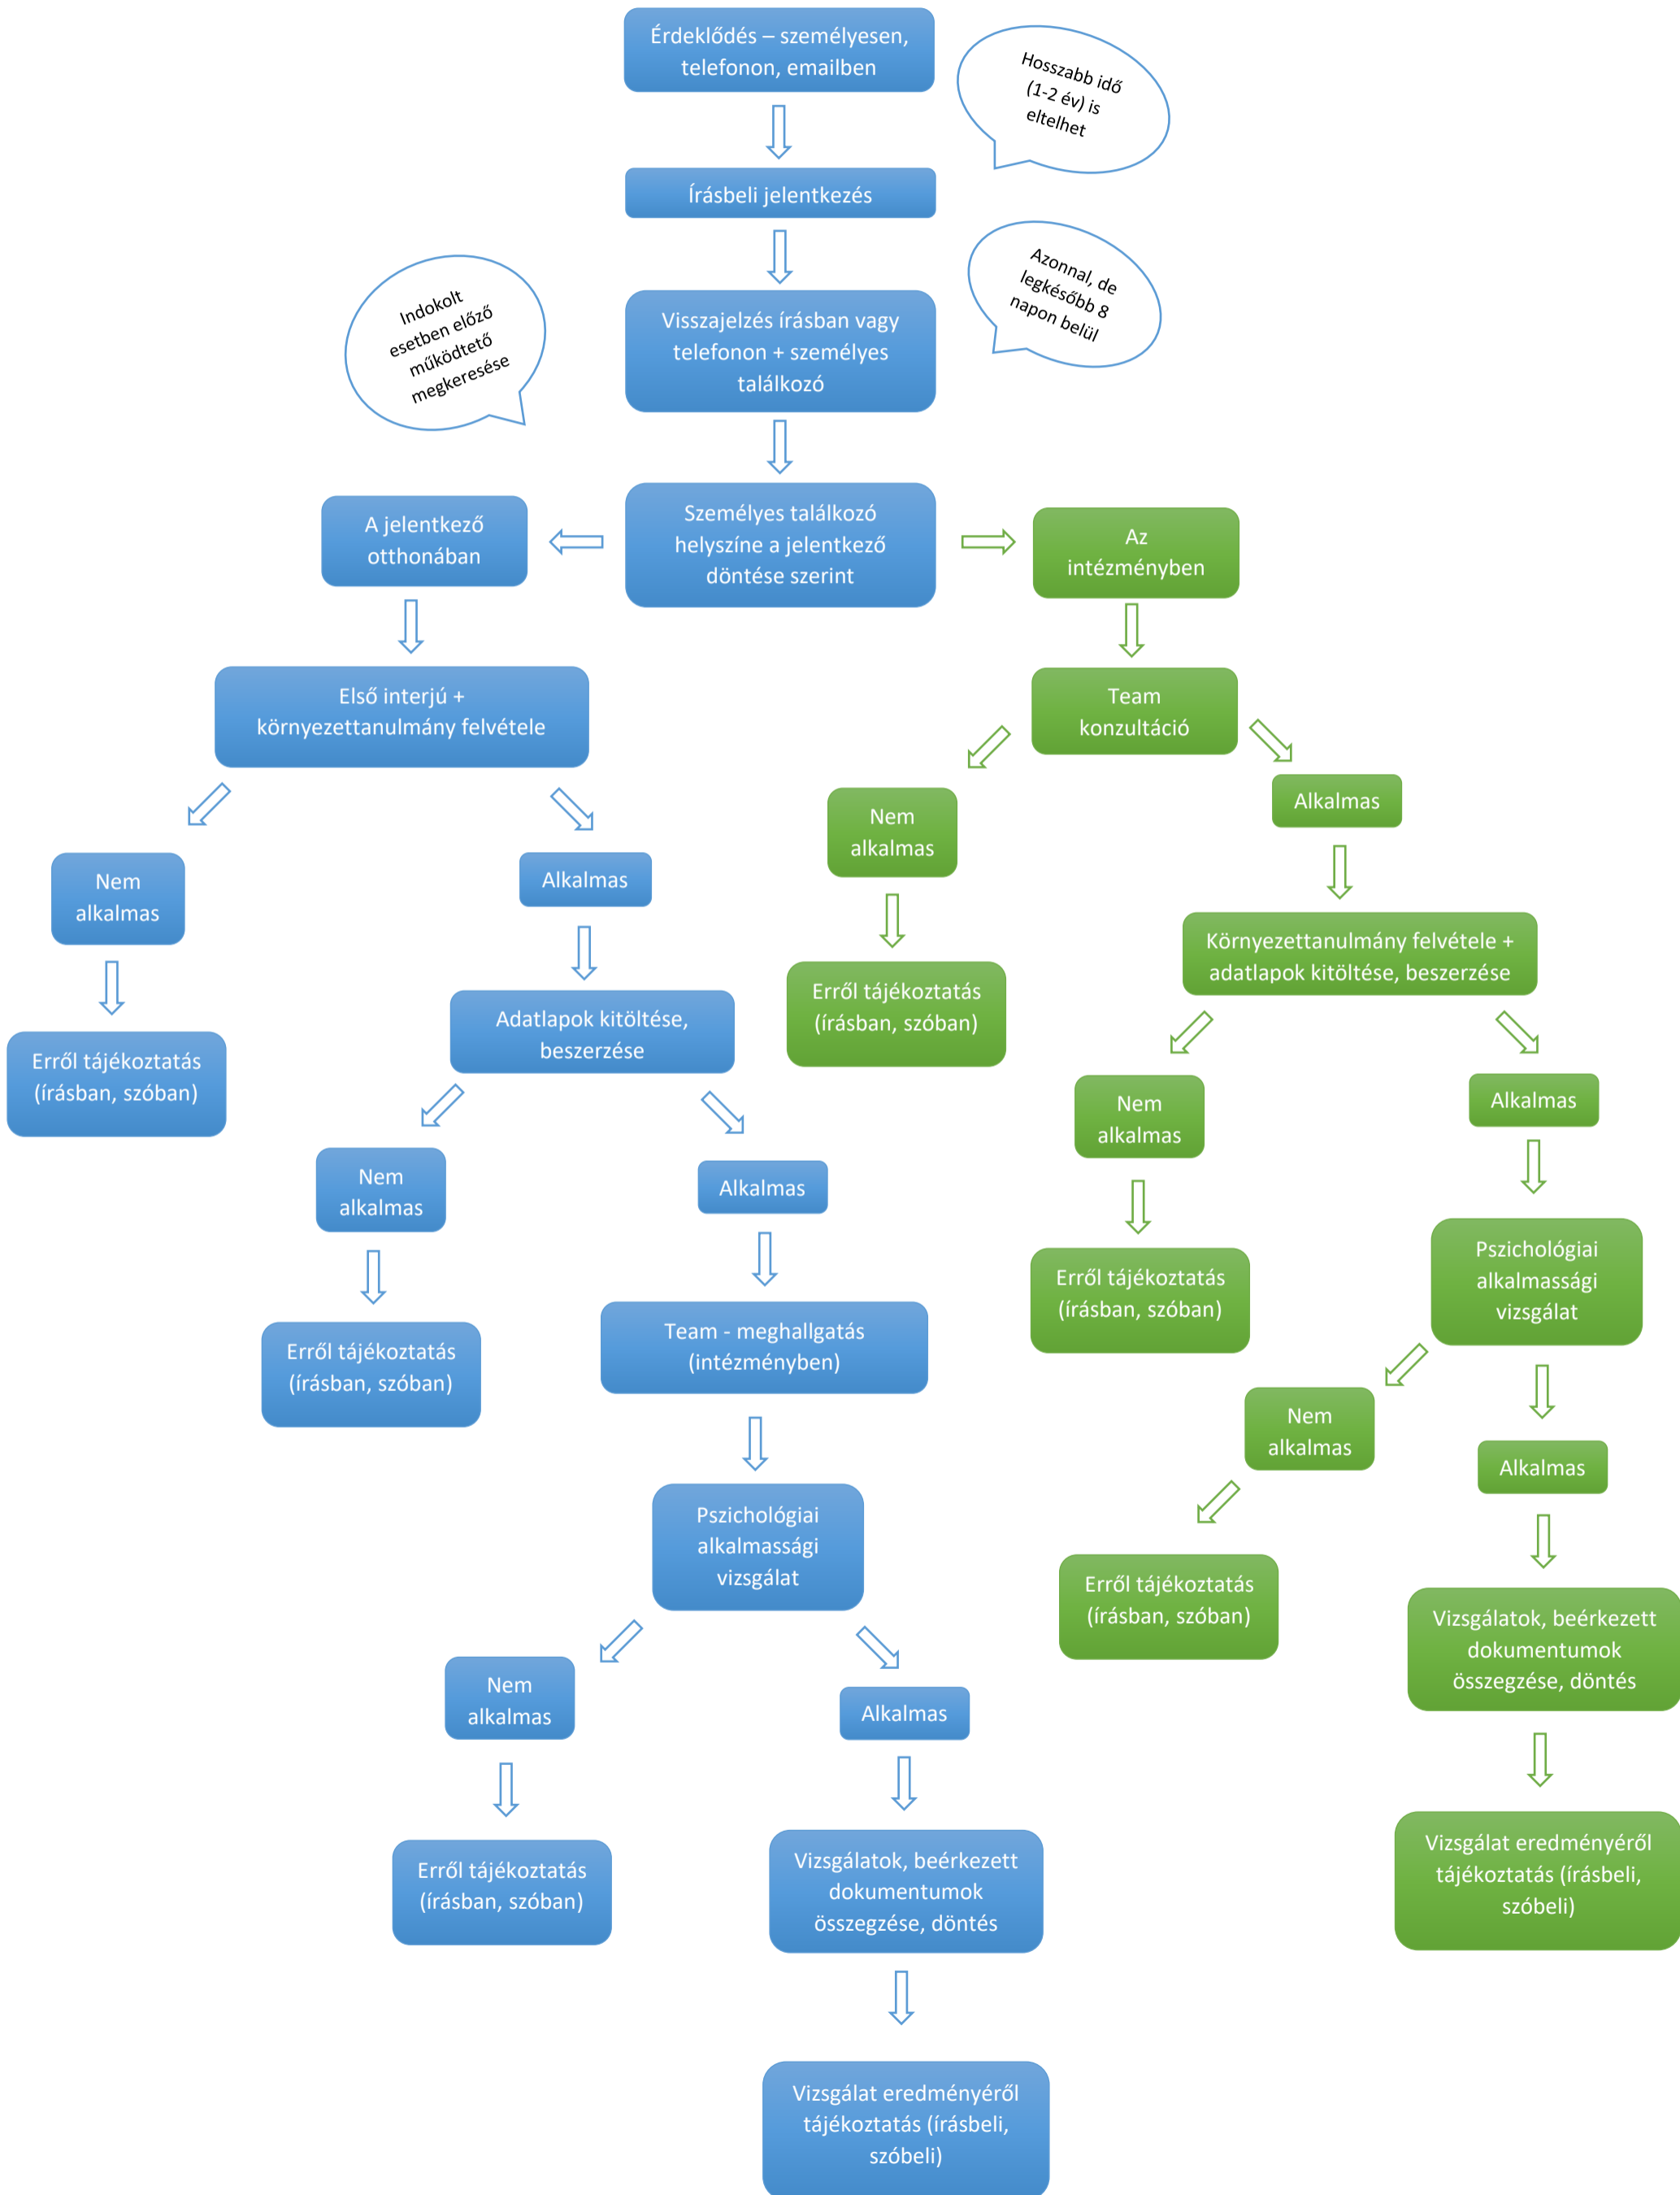 Érdeklődés – személyesen,
telefonon, emailben
Hosszabb idő
(1-2 év) is
eltelhet
Írásbeli jelentkezés
Azonnal, de
legkésőbb 8
napon belül
Indokolt
esetben előző
működtető
megkeresése
Visszajelzés írásban vagy
telefonon + személyes
találkozó
Személyes találkozó
helyszíne a jelentkező
döntése szerint
A jelentkező
otthonában
Az
intézményben
Első interjú +
környezettanulmány felvétele
Team
konzultáció
Nem
alkalmas
Alkalmas
Nem
alkalmas
Alkalmas
Erről tájékoztatás
(írásban, szóban)
Környezettanulmány felvétele +
adatlapok kitöltése, beszerzése
Erről tájékoztatás
(írásban, szóban)
Adatlapok kitöltése,
beszerzése
Nem
alkalmas
Alkalmas
Nem
alkalmas
Alkalmas
Erről tájékoztatás
(írásban, szóban)
Pszichológiai
alkalmassági
vizsgálat
Erről tájékoztatás
(írásban, szóban)
Team - meghallgatás
(intézményben)
Nem
alkalmas
Alkalmas
Pszichológiai
alkalmassági
vizsgálat
Erről tájékoztatás
(írásban, szóban)
Vizsgálatok, beérkezett
dokumentumok
összegzése, döntés
Nem
alkalmas
Alkalmas
Vizsgálat eredményéről
tájékoztatás (írásbeli,
szóbeli)
Erről tájékoztatás
(írásban, szóban)
Vizsgálatok, beérkezett
dokumentumok
összegzése, döntés
Vizsgálat eredményéről
tájékoztatás (írásbeli,
szóbeli)